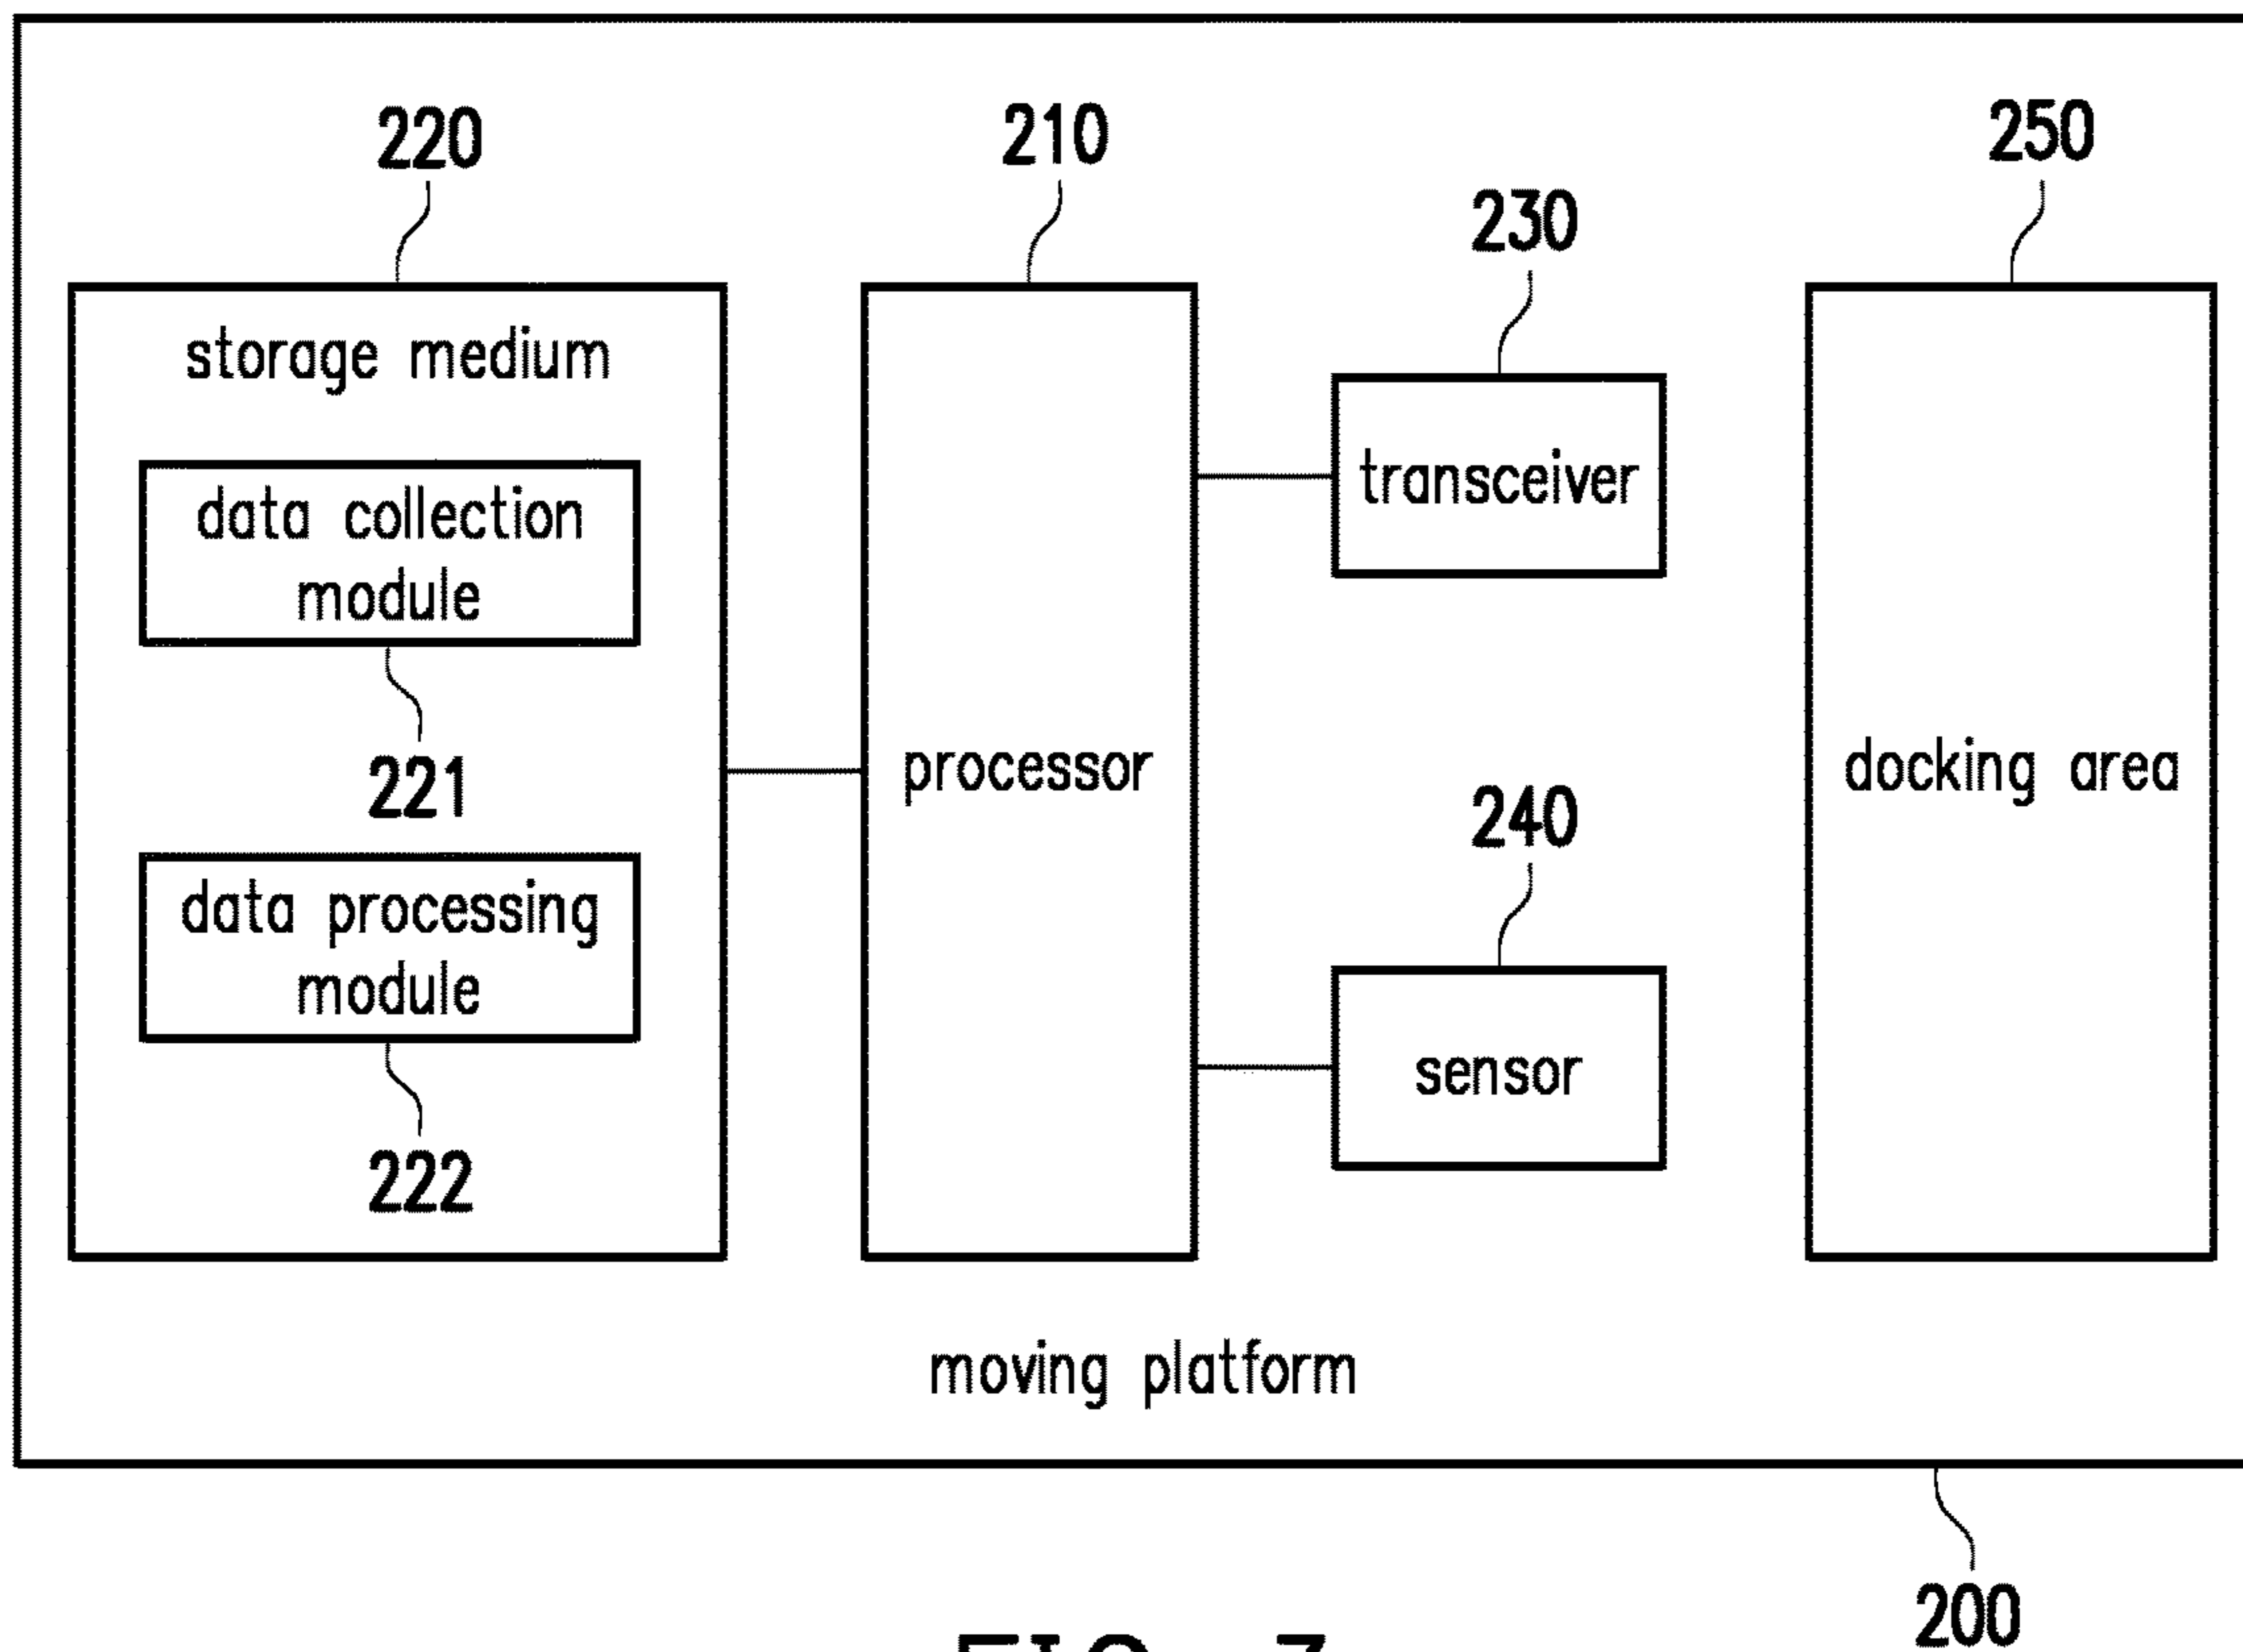 220
210
250
230
storage medium
transceiver
data collection
module
221
processor
docking area
240
data processing
module
sensor
222
moving platform
200